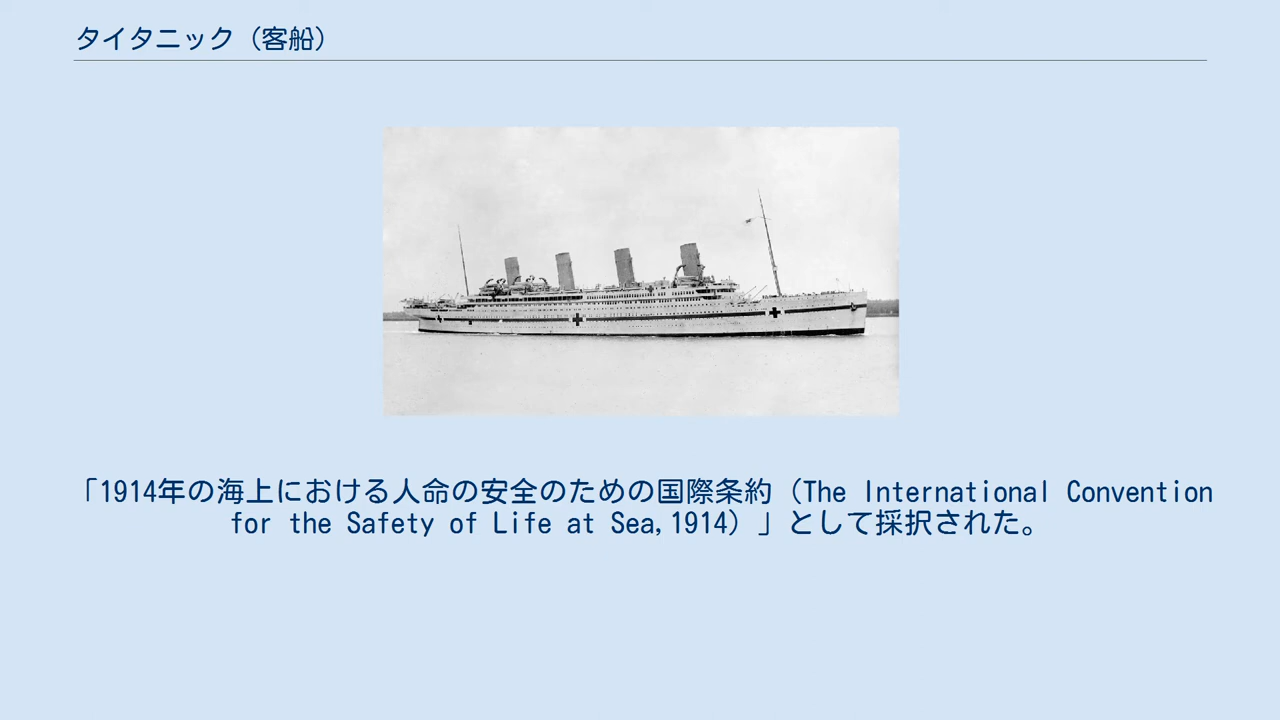 タイタニック（客船）
「1914年の海上における人命の安全のための国際条約（The International Convention
for the Safety of Life at Sea,1914）」として採択された。